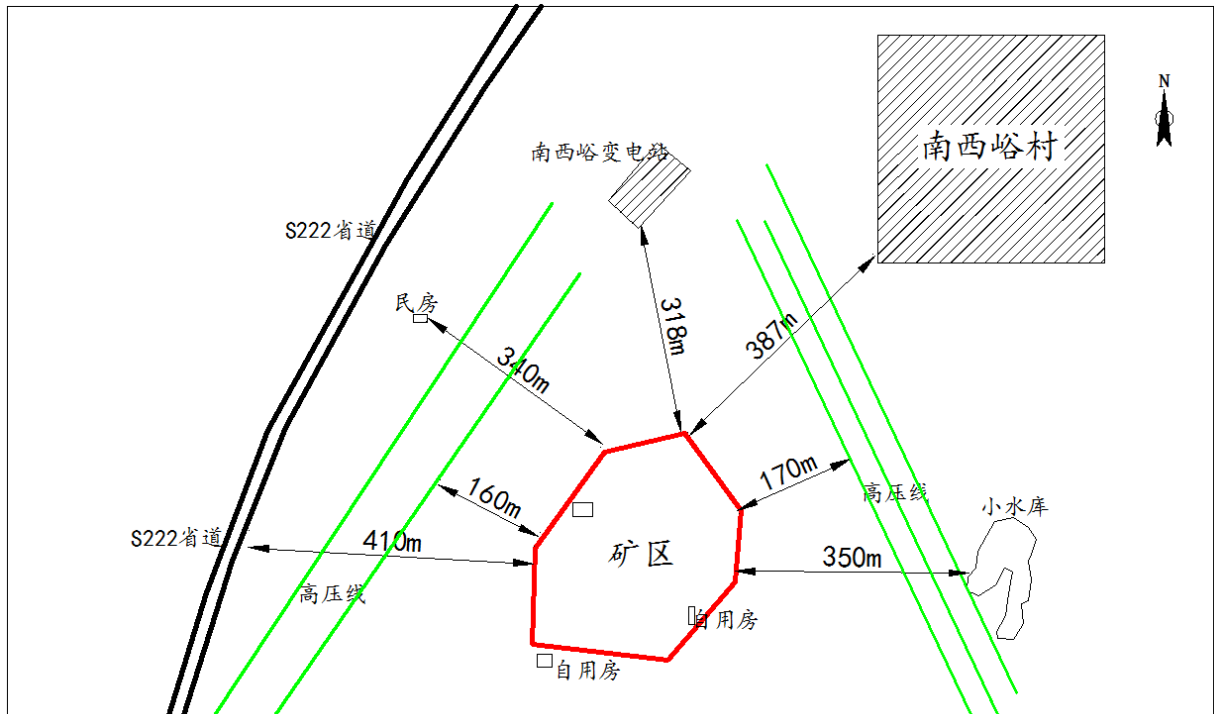 N
南西峪村
南西峪变电站
S222省道
民房
318m
387m
340m
170m
160m
高压线
小水库
S222省道
410m
矿区
350m
高压线
自用房
自用房